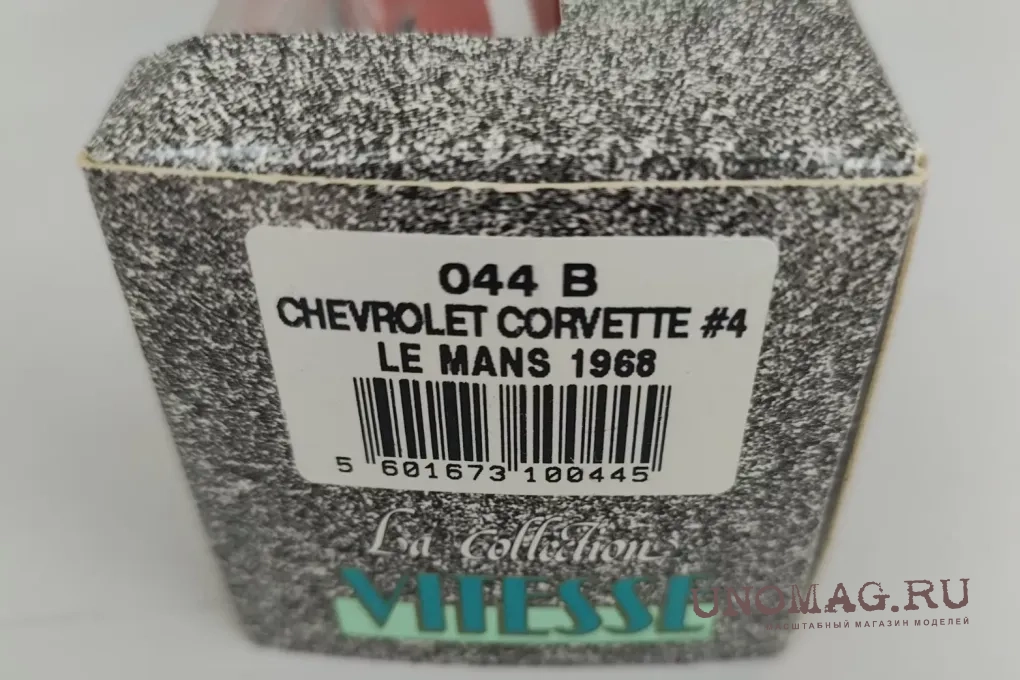 044 B
CHEVROLET CORVETTE #4
LE MANS 1968
5 601673 100445
La Collection
VITESSE
UNOMAG.RU
МАСШТАБНЫЙ МАГАЗИН МОДЕЛЕЙ